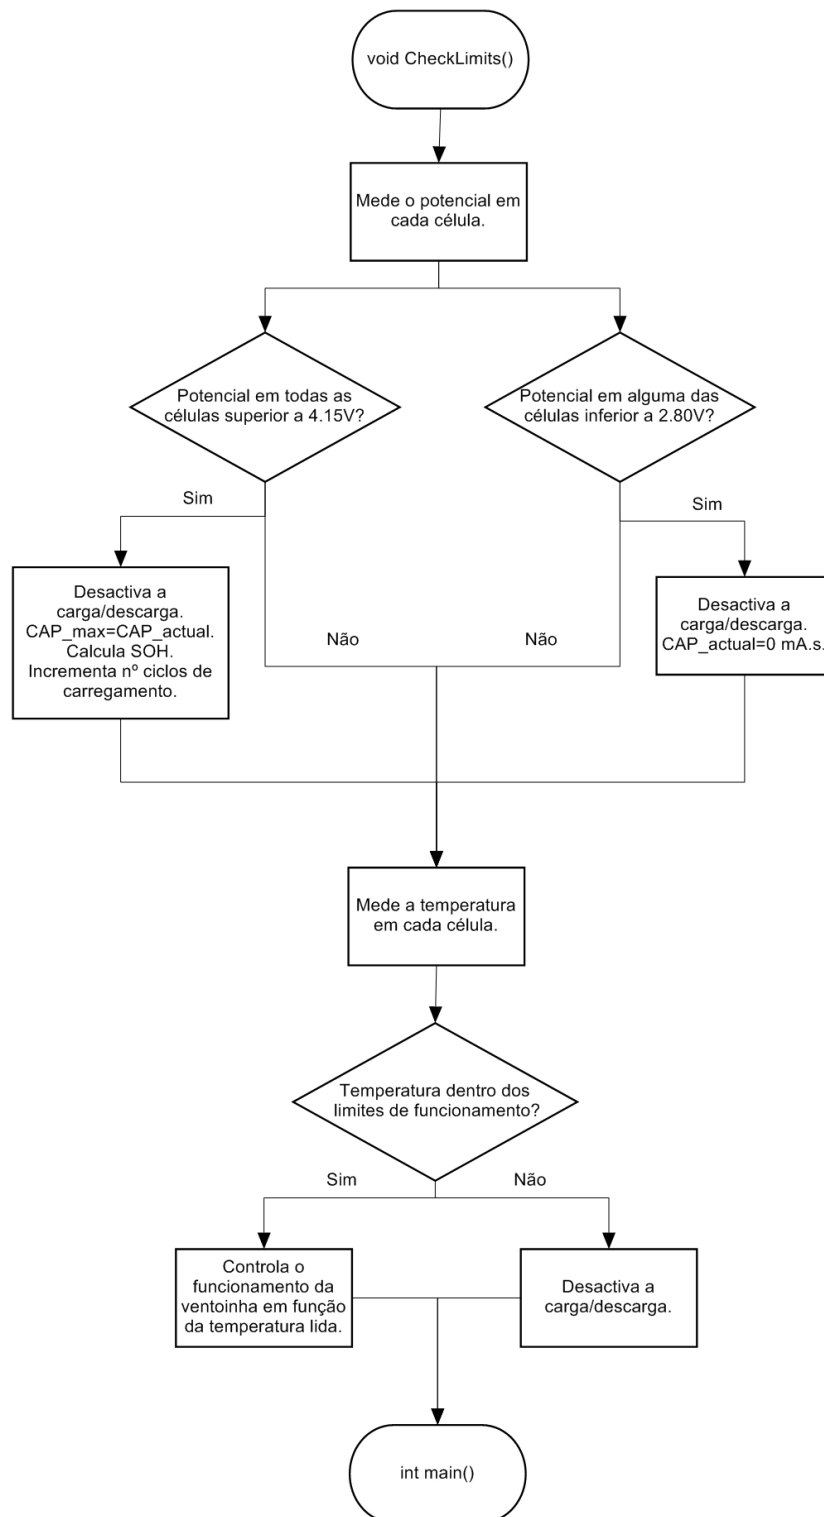 void CheckLimits()
Mede o potencial em
cada célula.
Potencial em todas as
células superior a 4.15V?
Potencial em alguma das
células inferior a 2.80V?
Sim
Sim
Desactiva a
carga/descarga.
CAP_max=CAP_actual.
Calcula SOH.
Incrementa nº ciclos de
carregamento.
Não
Não
Desactiva a
carga/descarga.
CAP_actual=0 mA.s.
Mede a temperatura
em cada célula.
Temperatura dentro dos
limites de funcionamento?
Sim
Não
Controla o
funcionamento da
ventoinha em função
da temperatura lida.
Desactiva a
carga/descarga.
int main()